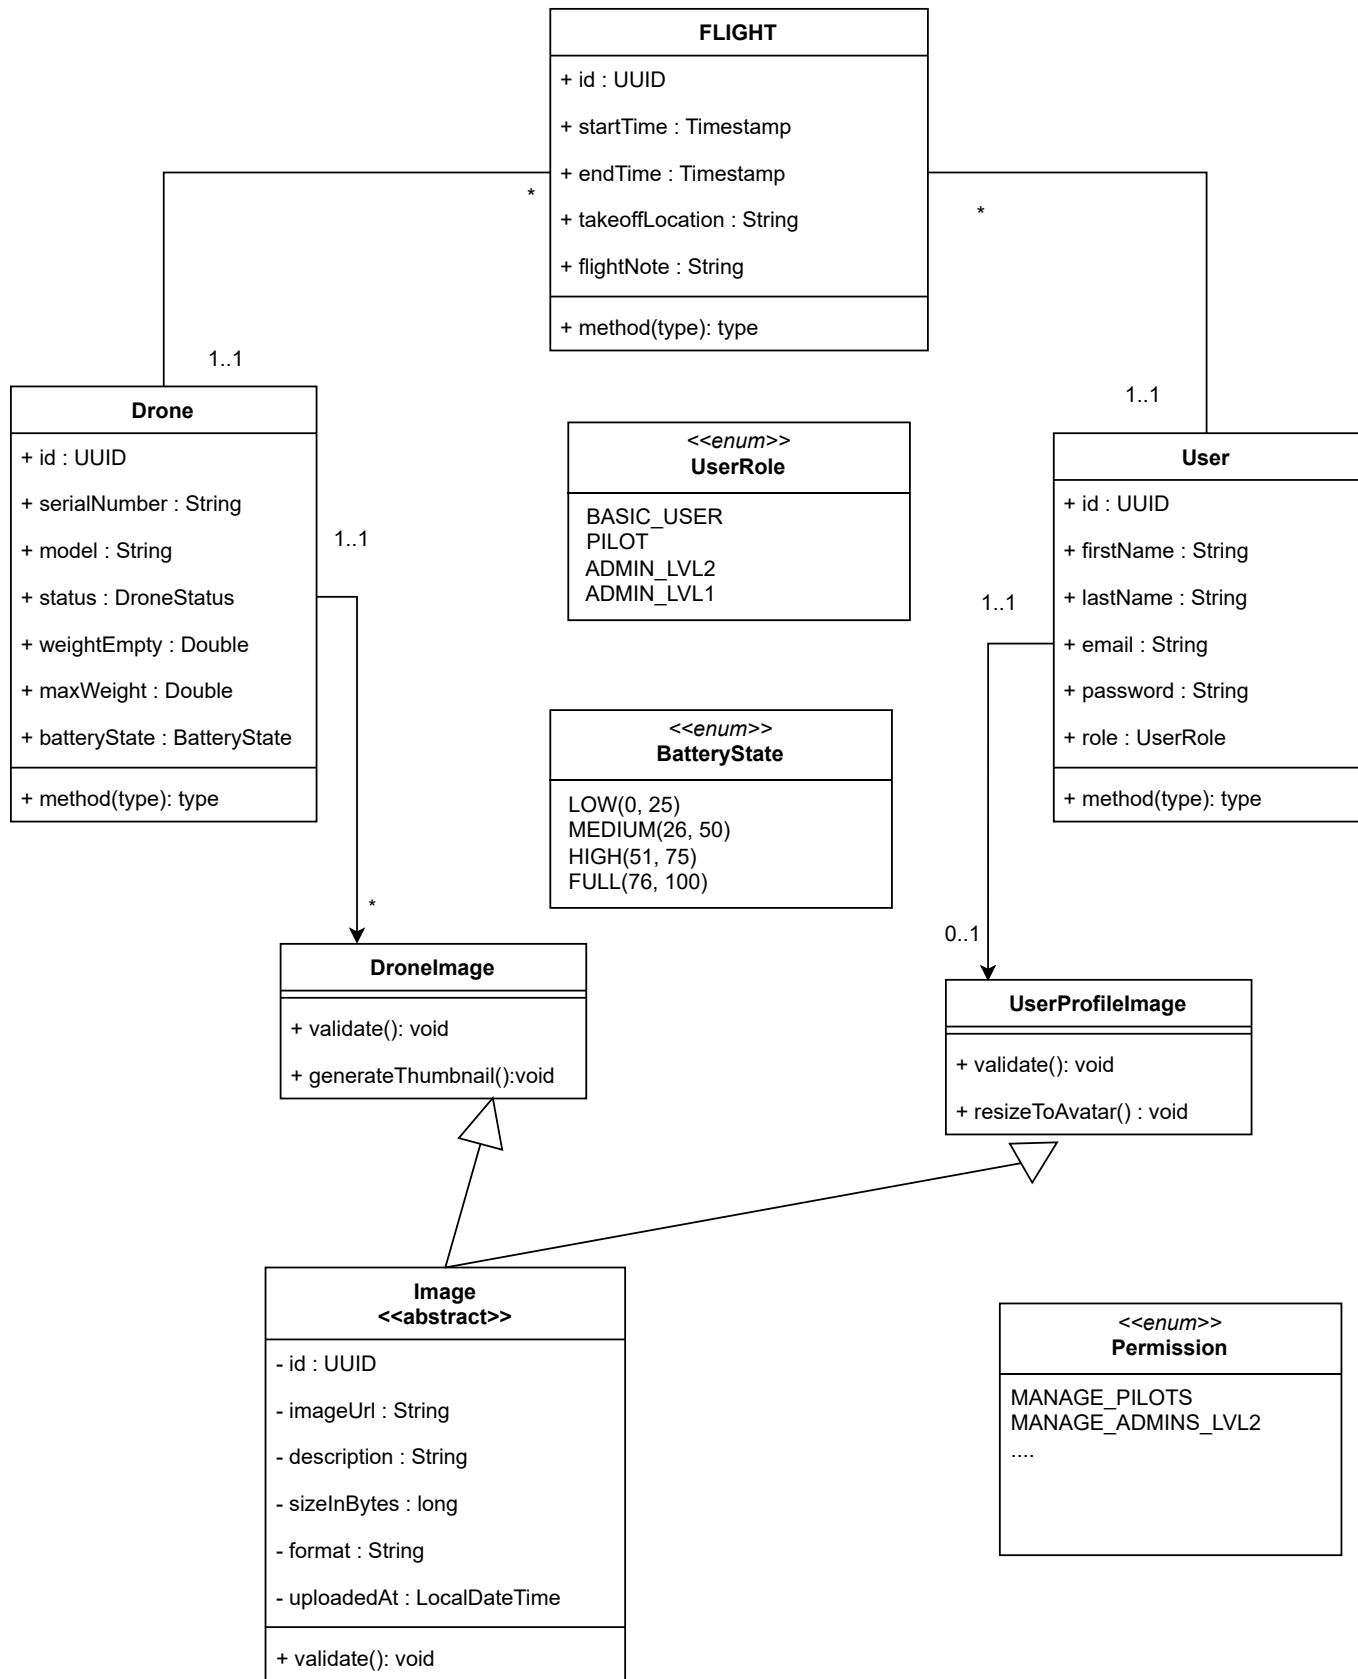 FLIGHT
+ id : UUID
+ startTime : Timestamp
+ endTime : Timestamp
+ takeoffLocation : String
+ flightNote : String
+ method(type): type
*
*
1..1
1..1
Drone
+ id : UUID
+ serialNumber : String
+ model : String
+ status : DroneStatus
+ weightEmpty : Double
+ maxWeight : Double
+ batteryState : BatteryState
+ method(type): type
1..1
*
<<enum>>
UserRole
BASIC_USER
PILOT
ADMIN_LVL2
ADMIN_LVL1
User
+ id : UUID
+ firstName : String
+ lastName : String
+ email : String
+ password : String
+ role : UserRole
+ method(type): type
1..1
0..1
<<enum>>
BatteryState
LOW(0, 25)
MEDIUM(26, 50)
HIGH(51, 75)
FULL(76, 100)
DroneImage
+ validate(): void
+ generateThumbnail():void
UserProfileImage
+ validate(): void
+ resizeToAvatar() : void
Image
<<abstract>>
- id : UUID
- imageUrl : String
- description : String
- sizeInBytes : long
- format : String
- uploadedAt : LocalDateTime
+ validate(): void
<<enum>>
Permission
MANAGE_PILOTS
MANAGE_ADMINS_LVL2
....